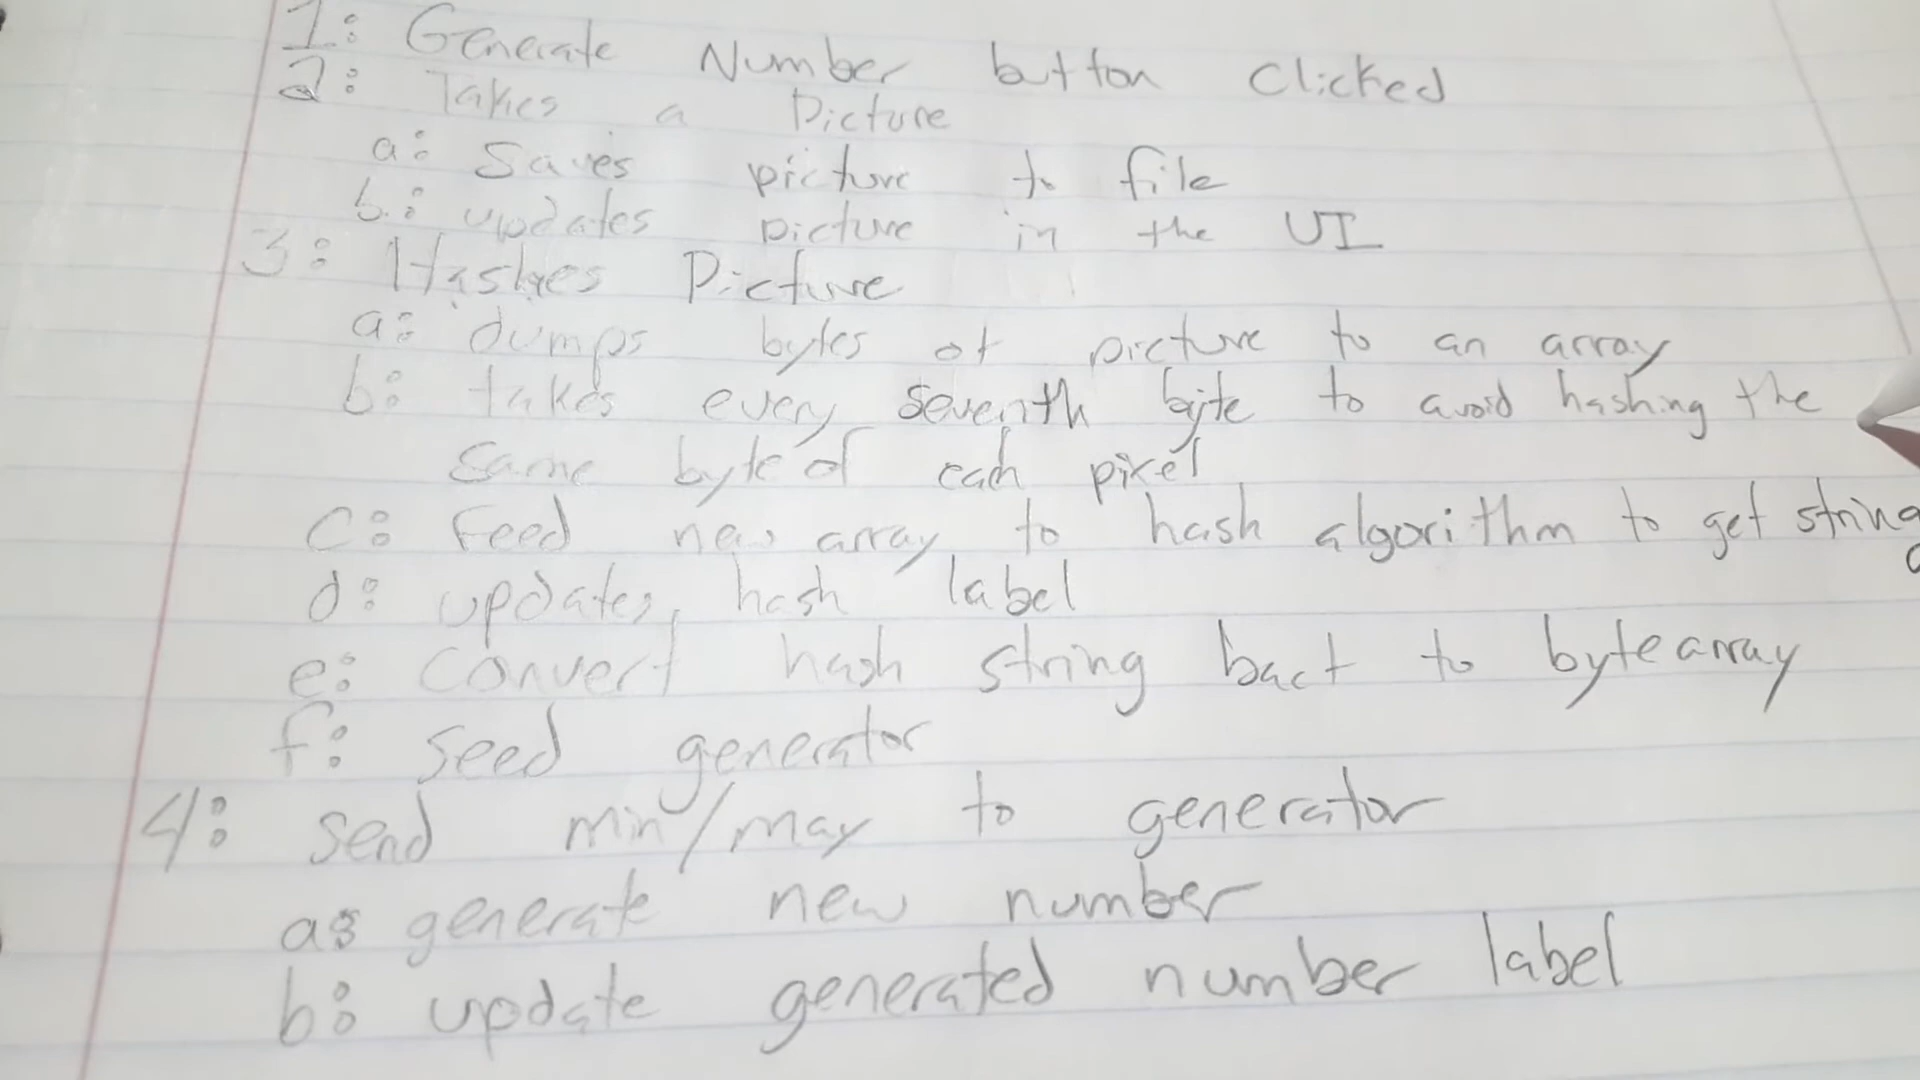 1: Generate Number button Clicked
2: Takes a Picture
a: Saves picture to file
b: updates picture in the UI
3: Hashes Picture
a: dumps bytes of picture to an array
b: takes every seventh byte to avoid hashing the
same byte of each pixel
C: Feed new array to hash algorithm to get string
d: updates hash label
e: Convert hash string bact to byte array
f: Seed generator
4: Send min/max to generator
a: generate new number
b: update generated number label